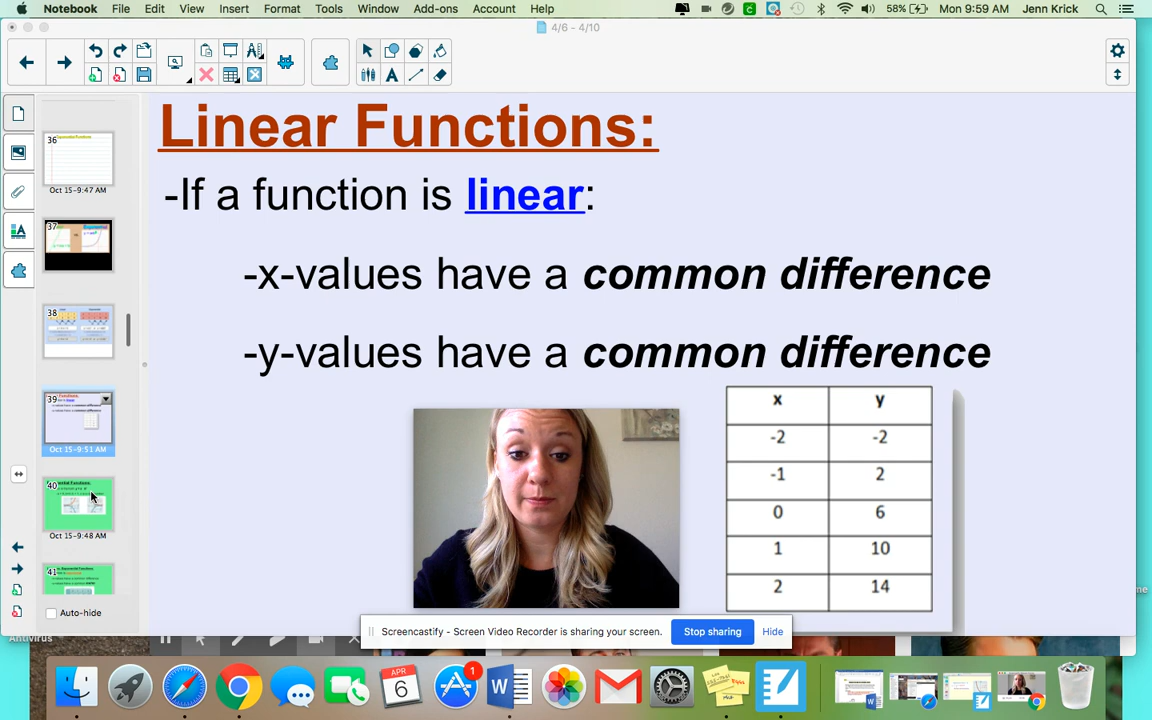 Notebook File Edit View Insert Format Tools Window Add-ons Account Help 58% Mon 9:59 AM Jenn Krick
4/6 - 4/10
Linear Functions:
-If a function is linear:
-x-values have a common difference
-y-values have a common difference
x y
-2 -2
-1 2
0 6
1 10
2 14
36
Oct 15-9:47 AM
37
38
39
Oct 15-9:51 AM
40
Oct 15-9:48 AM
41
Auto-hide
Screencastify - Screen Video Recorder is sharing your screen. Stop sharing Hide
Antivirus
me
APR
6
1